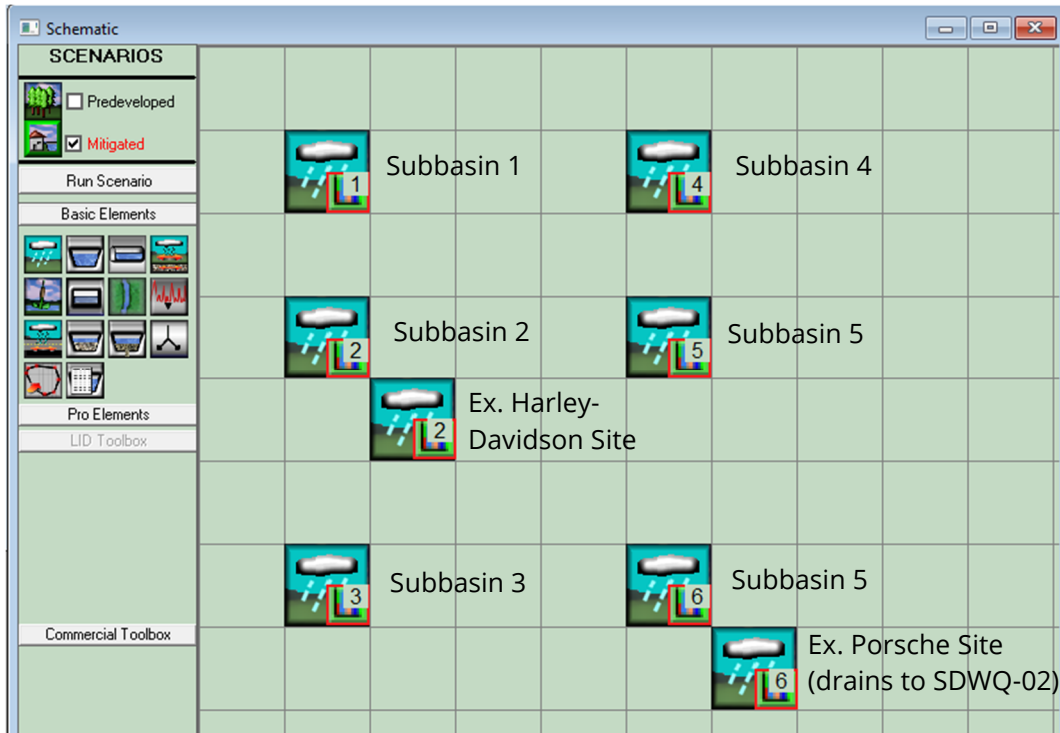 Schematic
SCENARIOS
Predeveloped
Mitigated
Run Scenario
Basic Elements
Pro Elements
LID Toolbox
Commercial Toolbox
1
Subbasin 1
4
Subbasin 4
2
Subbasin 2
5
Subbasin 5
2
Ex. Harley-
Davidson Site
3
Subbasin 3
6
Subbasin 5
6
Ex. Porsche Site
(drains to SDWQ-02)